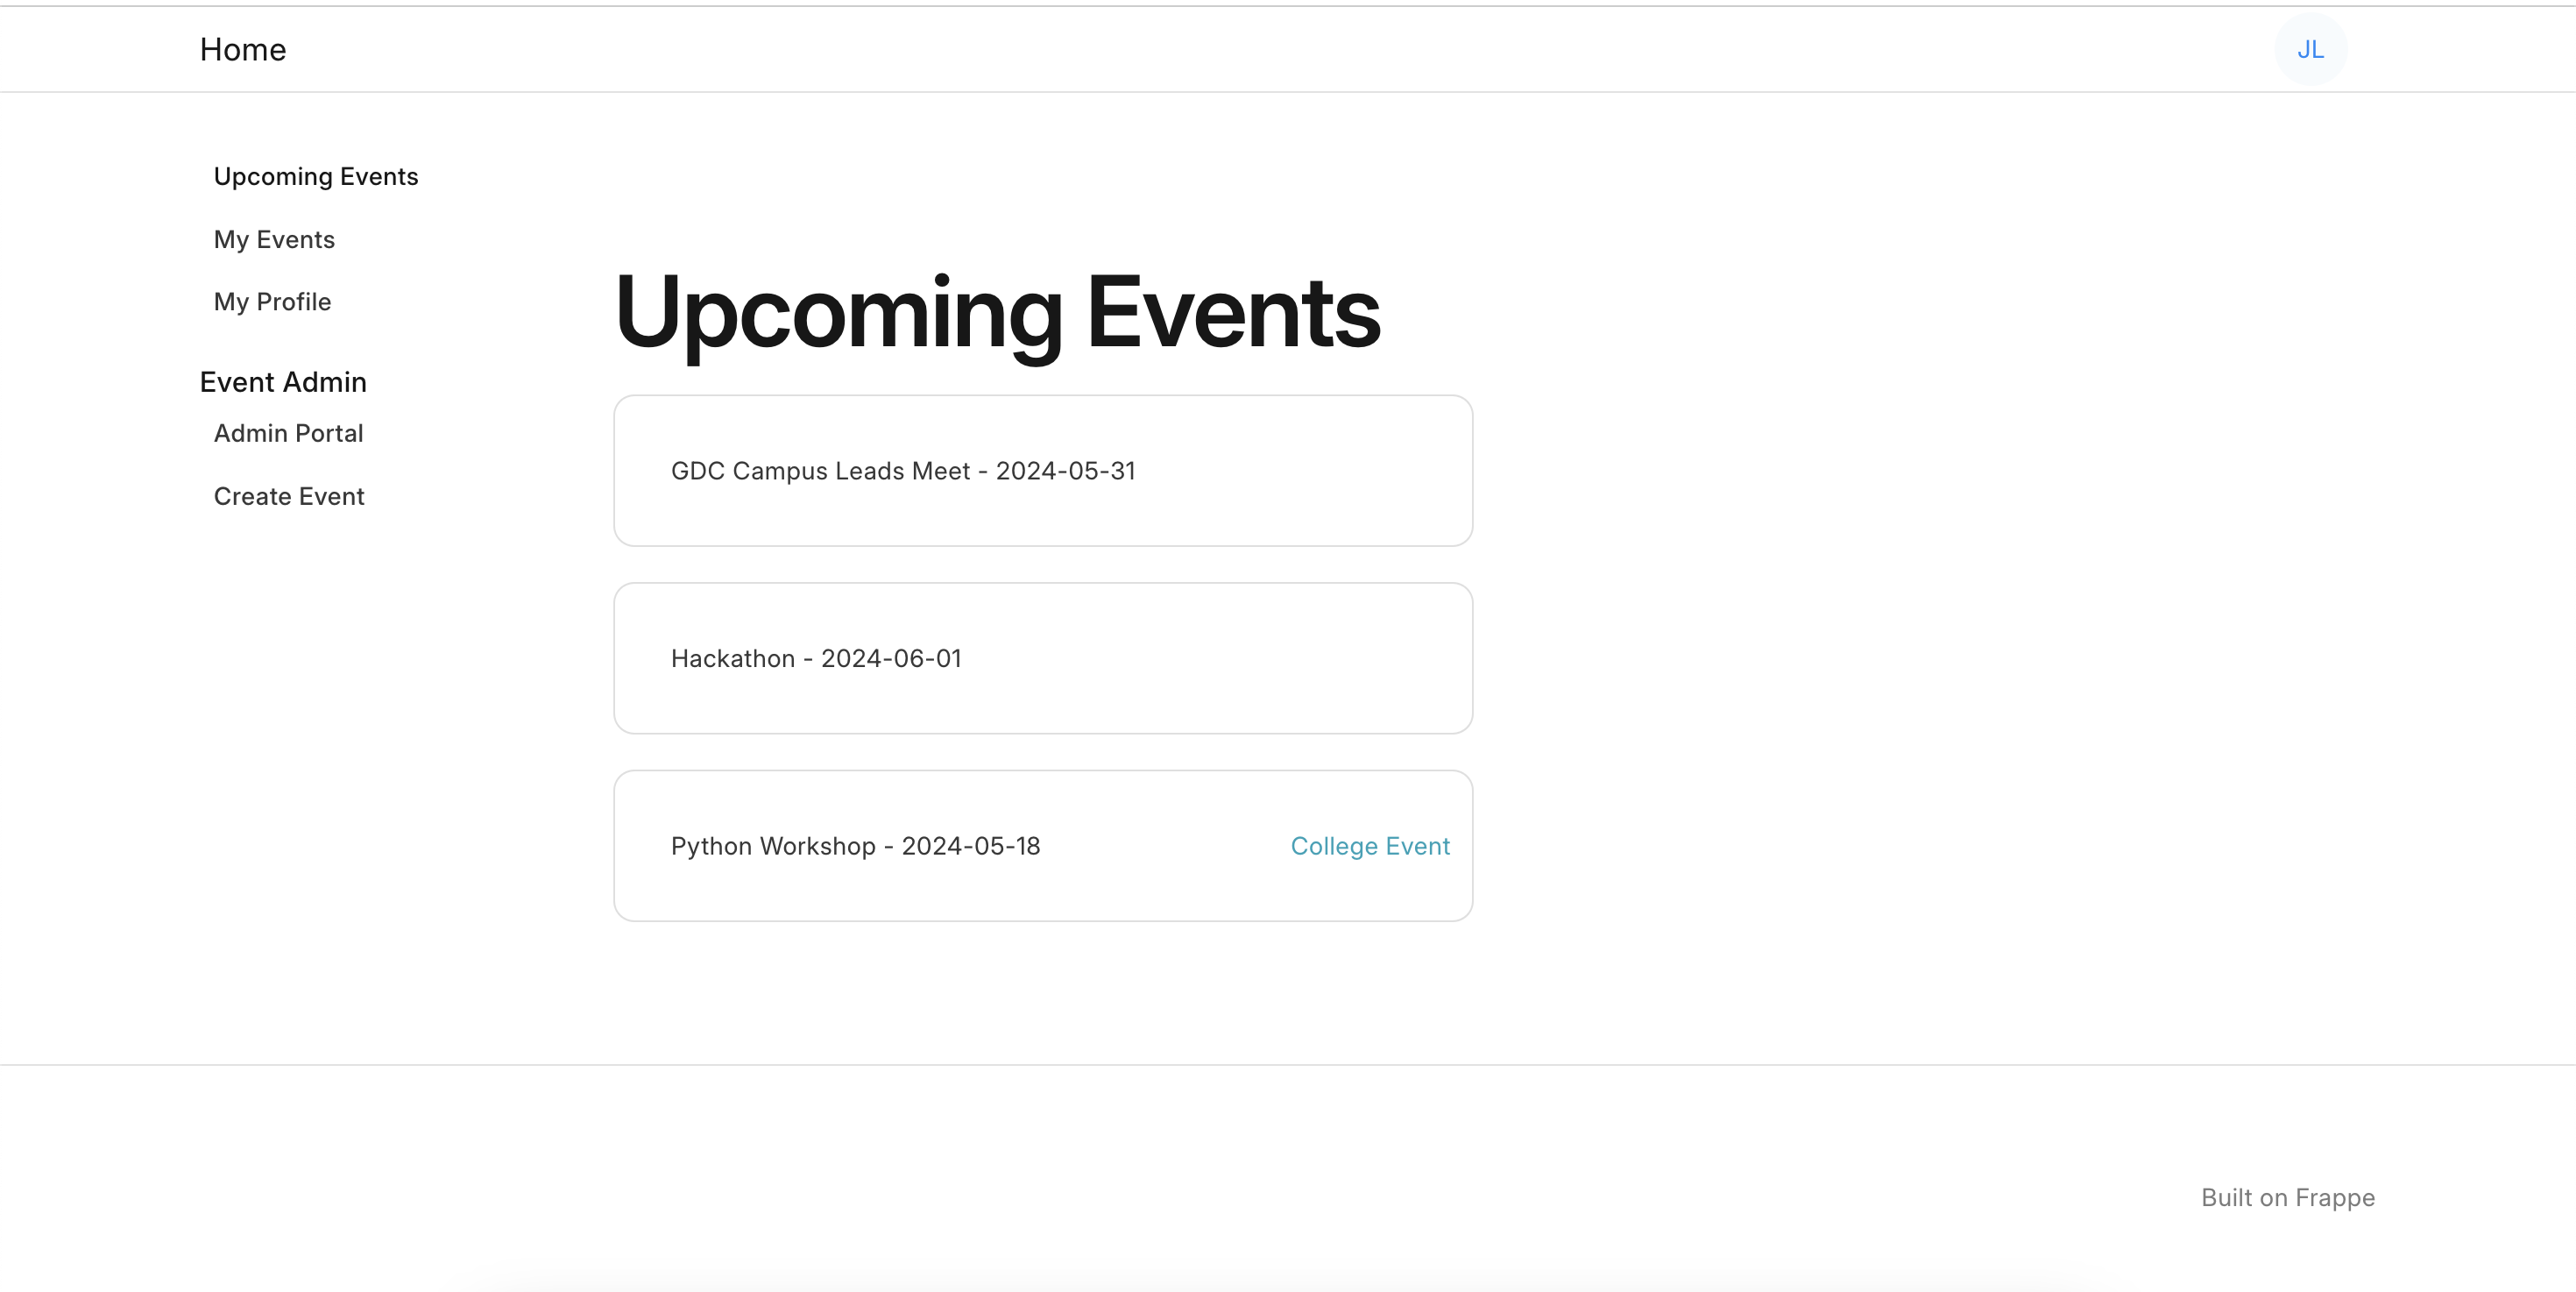 Home
JL
Upcoming Events
My Events
My Profile
Event Admin
Admin Portal
Create Event
Upcoming Events
GDC Campus Leads Meet - 2024-05-31
Hackathon - 2024-06-01
Python Workshop - 2024-05-18
College Event
Built on Frappe